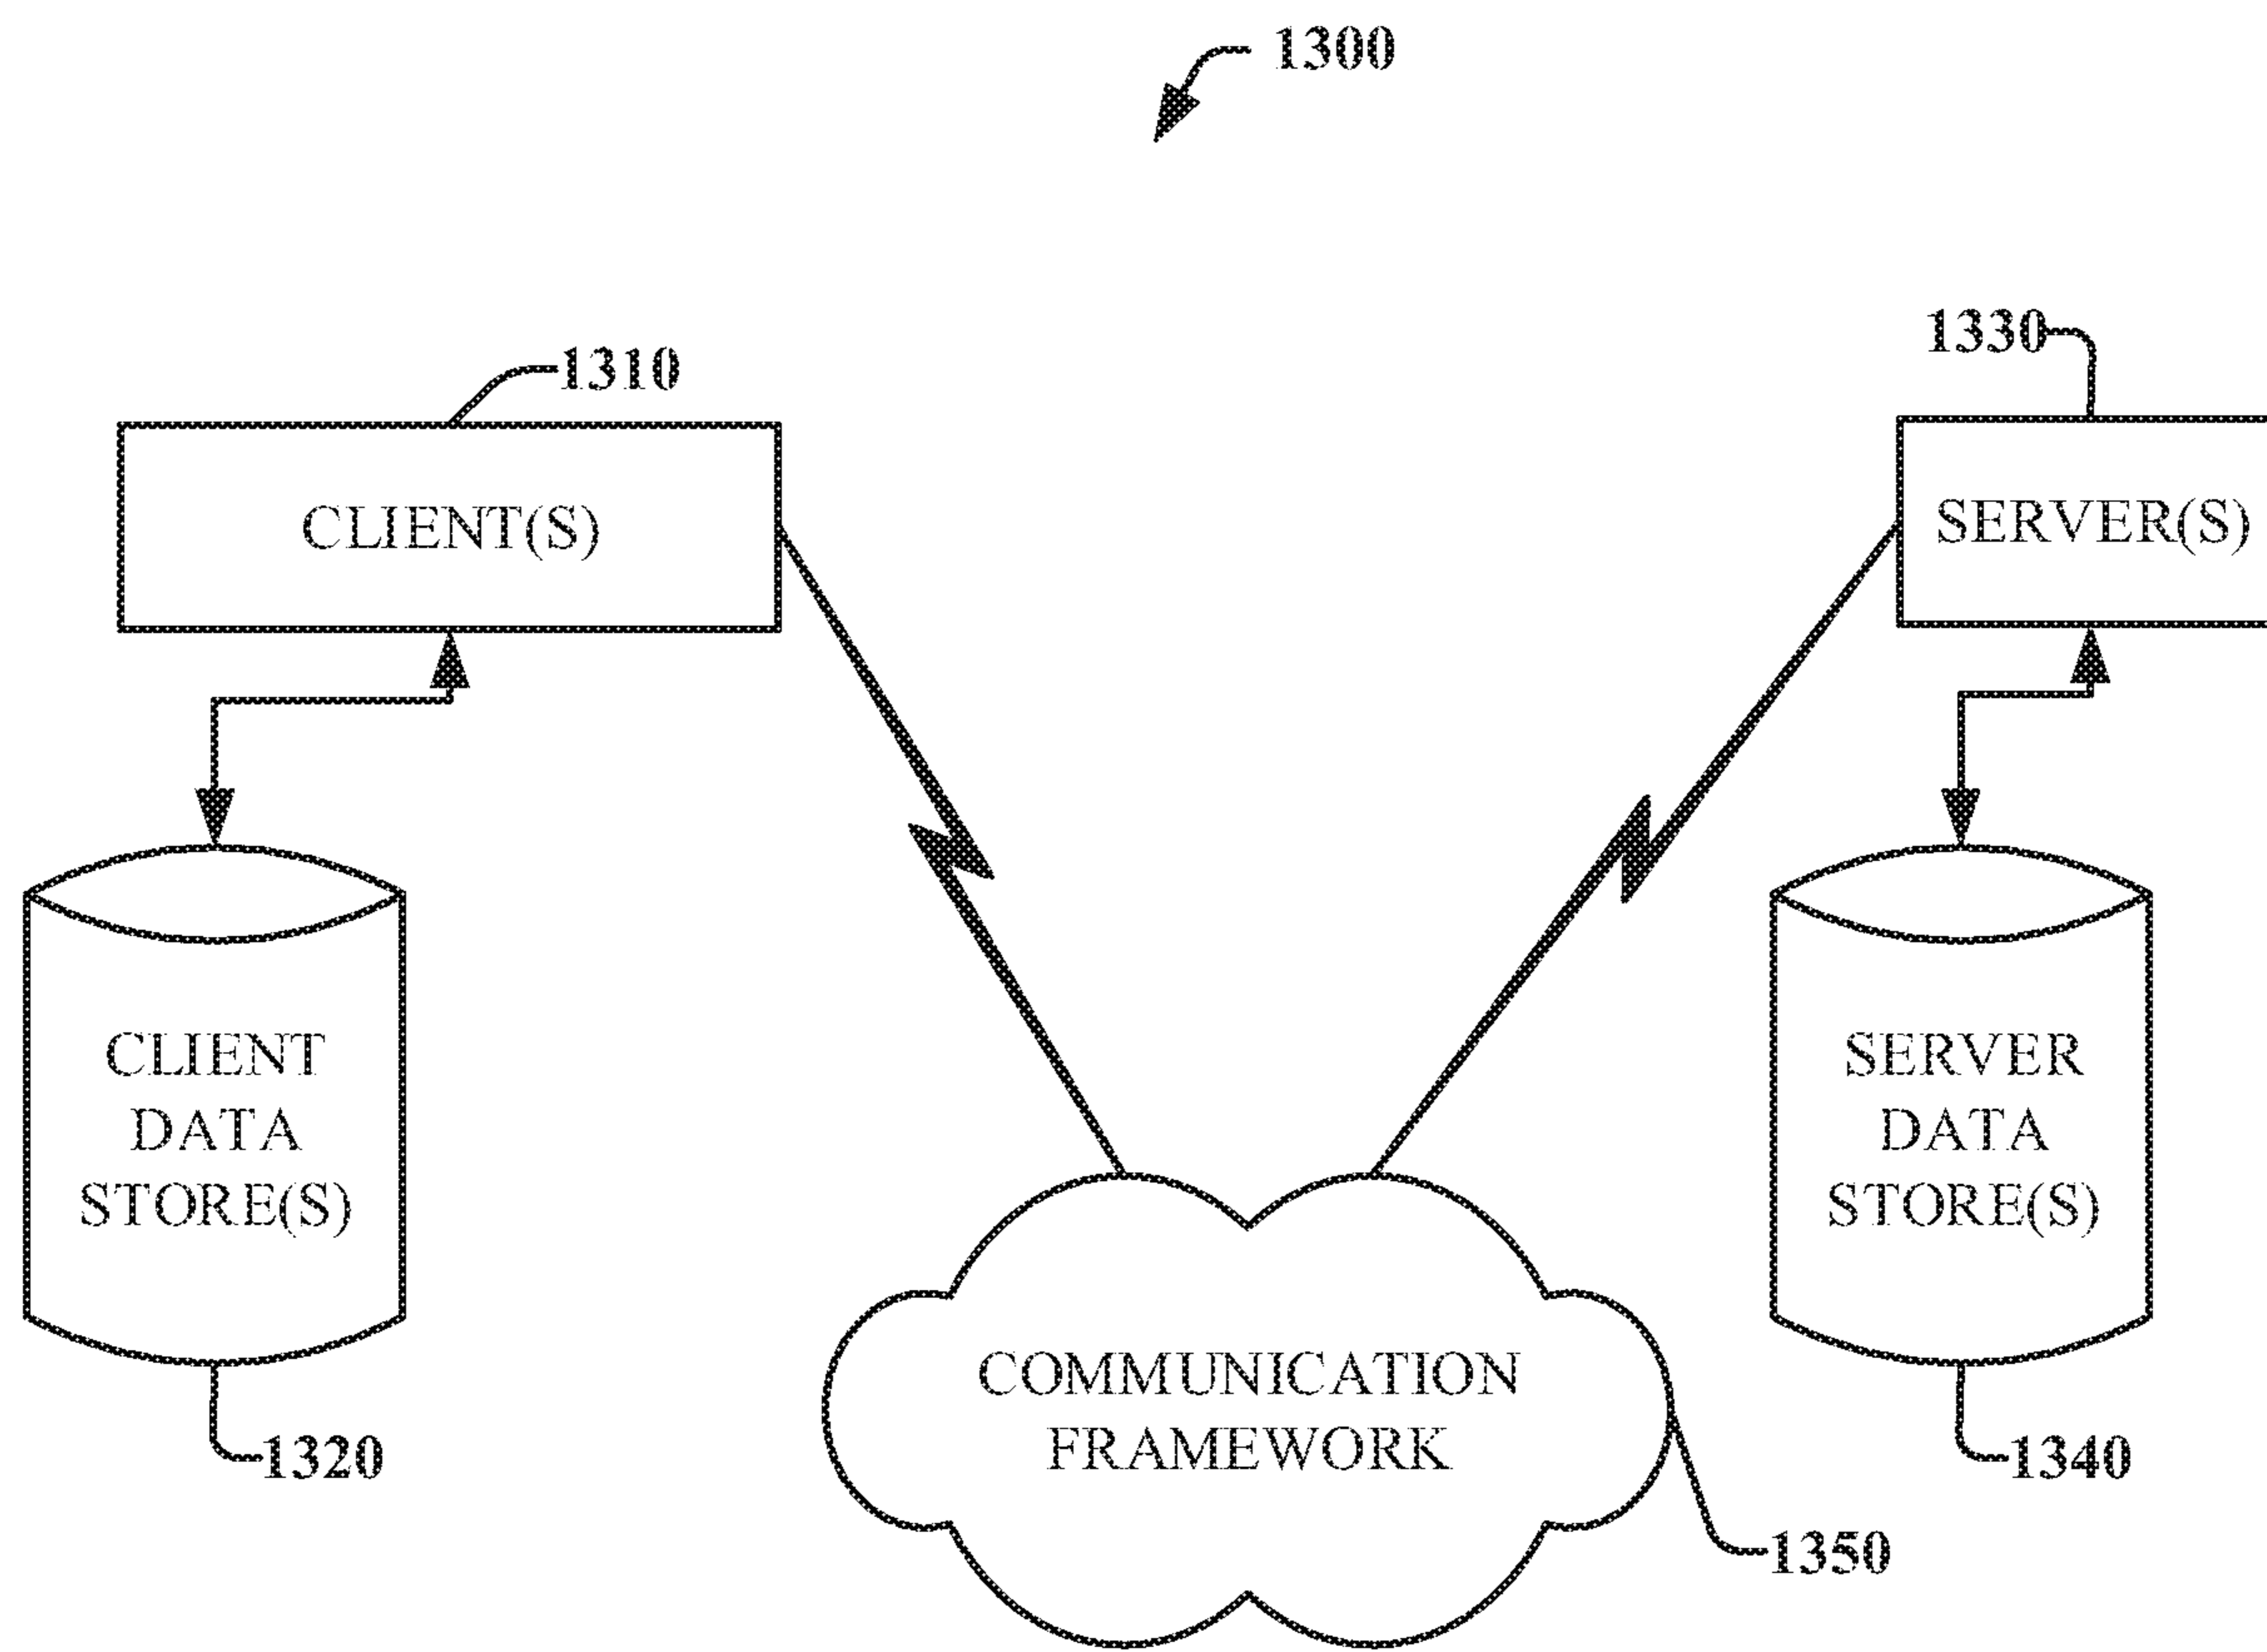 1300
1310
1330
CLIENT(S)
SERVER(S)
CLIENT
DATA
STORE(S)
SERVER
DATA
STORE(S)
COMMUNICATION
FRAMEWORK
1320
1340
1350